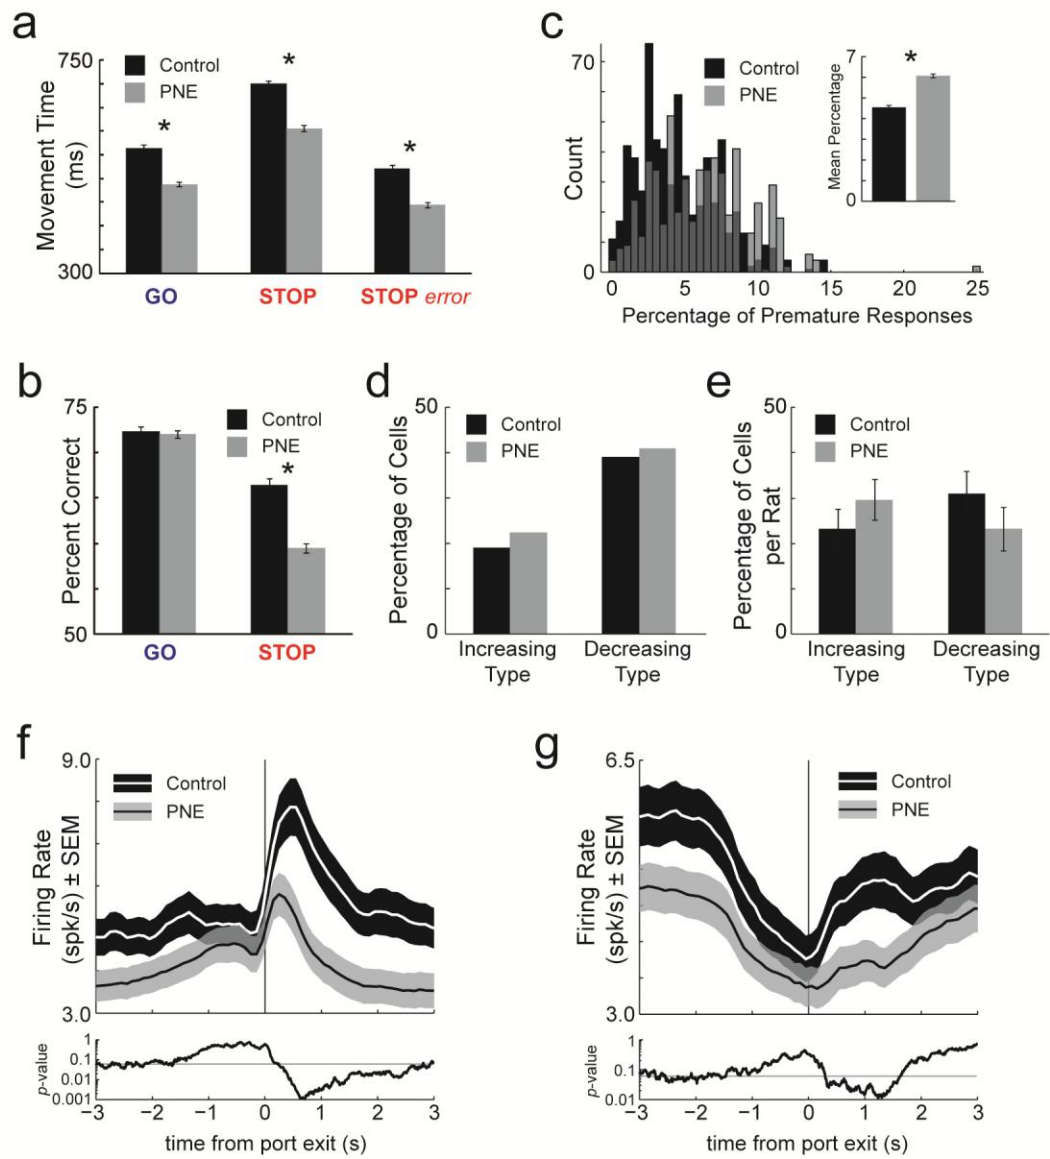 a
Movement Time
(ms)
750
300
Control
PNE
*
*
*
GO
STOP
STOP error
c
Count
70
0
Control
PNE
0
5
10
15
20
25
Percentage of Premature Responses
Mean Percentage
7
0
*
b
Percent Correct
75
50
Control
PNE
*
GO
STOP
d
Percentage of Cells
50
0
Control
PNE
Increasing
Type
Decreasing
Type
e
Percentage of Cells
per Rat
50
0
Control
PNE
Increasing
Type
Decreasing
Type
f
Firing Rate
(spk/s) ± SEM
9.0
3.0
Control
PNE
p-value
1
0.1
0.01
0.001
−3
−2
−1
0
1
2
3
time from port exit (s)
g
Firing Rate
(spk/s) ± SEM
6.5
3.0
Control
PNE
p-value
1
0.10
0.01
−3
−2
−1
0
1
2
3
time from port exit (s)